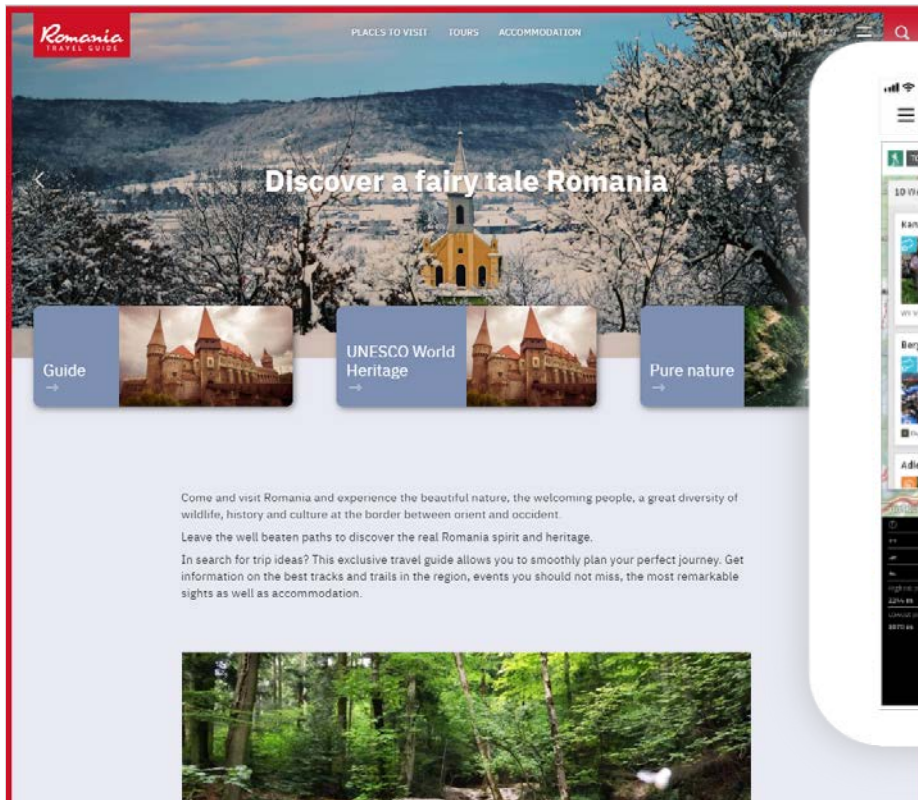 Romania
TRAVEL GUIDE
PLACES TO VISIT TOURS ACCOMMODATION
Discover a fairy tale Romania
Guide
UNESCO World
Heritage
Pure nature
Come and visit Romania and experience the beautiful nature, the welcoming people, a great diversity of
wildlife, history and culture at the border between orient and occident.
Leave the well beaten paths to discover the real Romania spirit and heritage.
In search for trip ideas? This exclusive travel guide allows you to smoothly plan your perfect journey. Get
information on the best tracks and trails in the region, events you should not miss, the most remarkable
sights as well as accommodation.